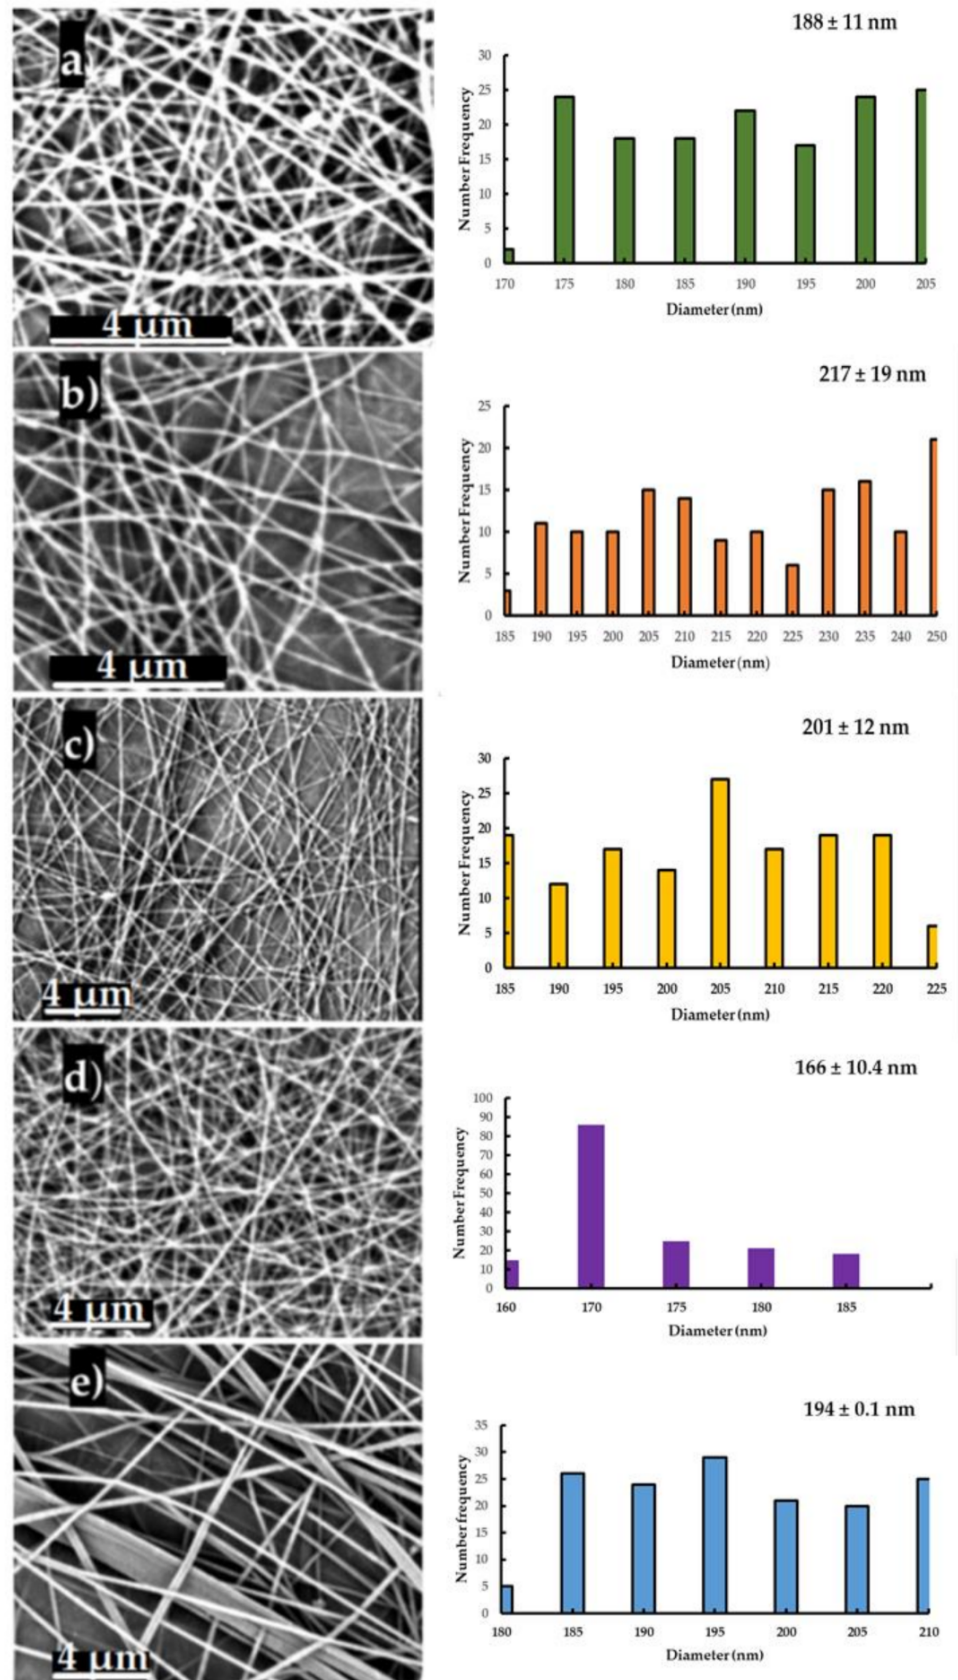 a
4 μm
188 ± 11 nm
Number Frequency
30
25
20
15
10
5
0
170 175 180 185 190 195 200 205
Diameter (nm)
b)
4 μm
217 ± 19 nm
Number Frequency
25
20
15
10
5
0
185 190 195 200 205 210 215 220 225 230 235 240 250
Diameter (nm)
c)
4 μm
201 ± 12 nm
Number Frequency
30
25
20
15
10
5
0
185 190 195 200 205 210 215 220 225
Diameter (nm)
d)
4 μm
166 ± 10.4 nm
Number Frequency
100
90
80
70
60
50
40
30
20
10
0
160 170 175 180 185
Diameter (nm)
e)
4 μm
194 ± 0.1 nm
Number frequency
35
30
25
20
15
10
5
0
180 185 190 195 200 205 210
Diameter (nm)